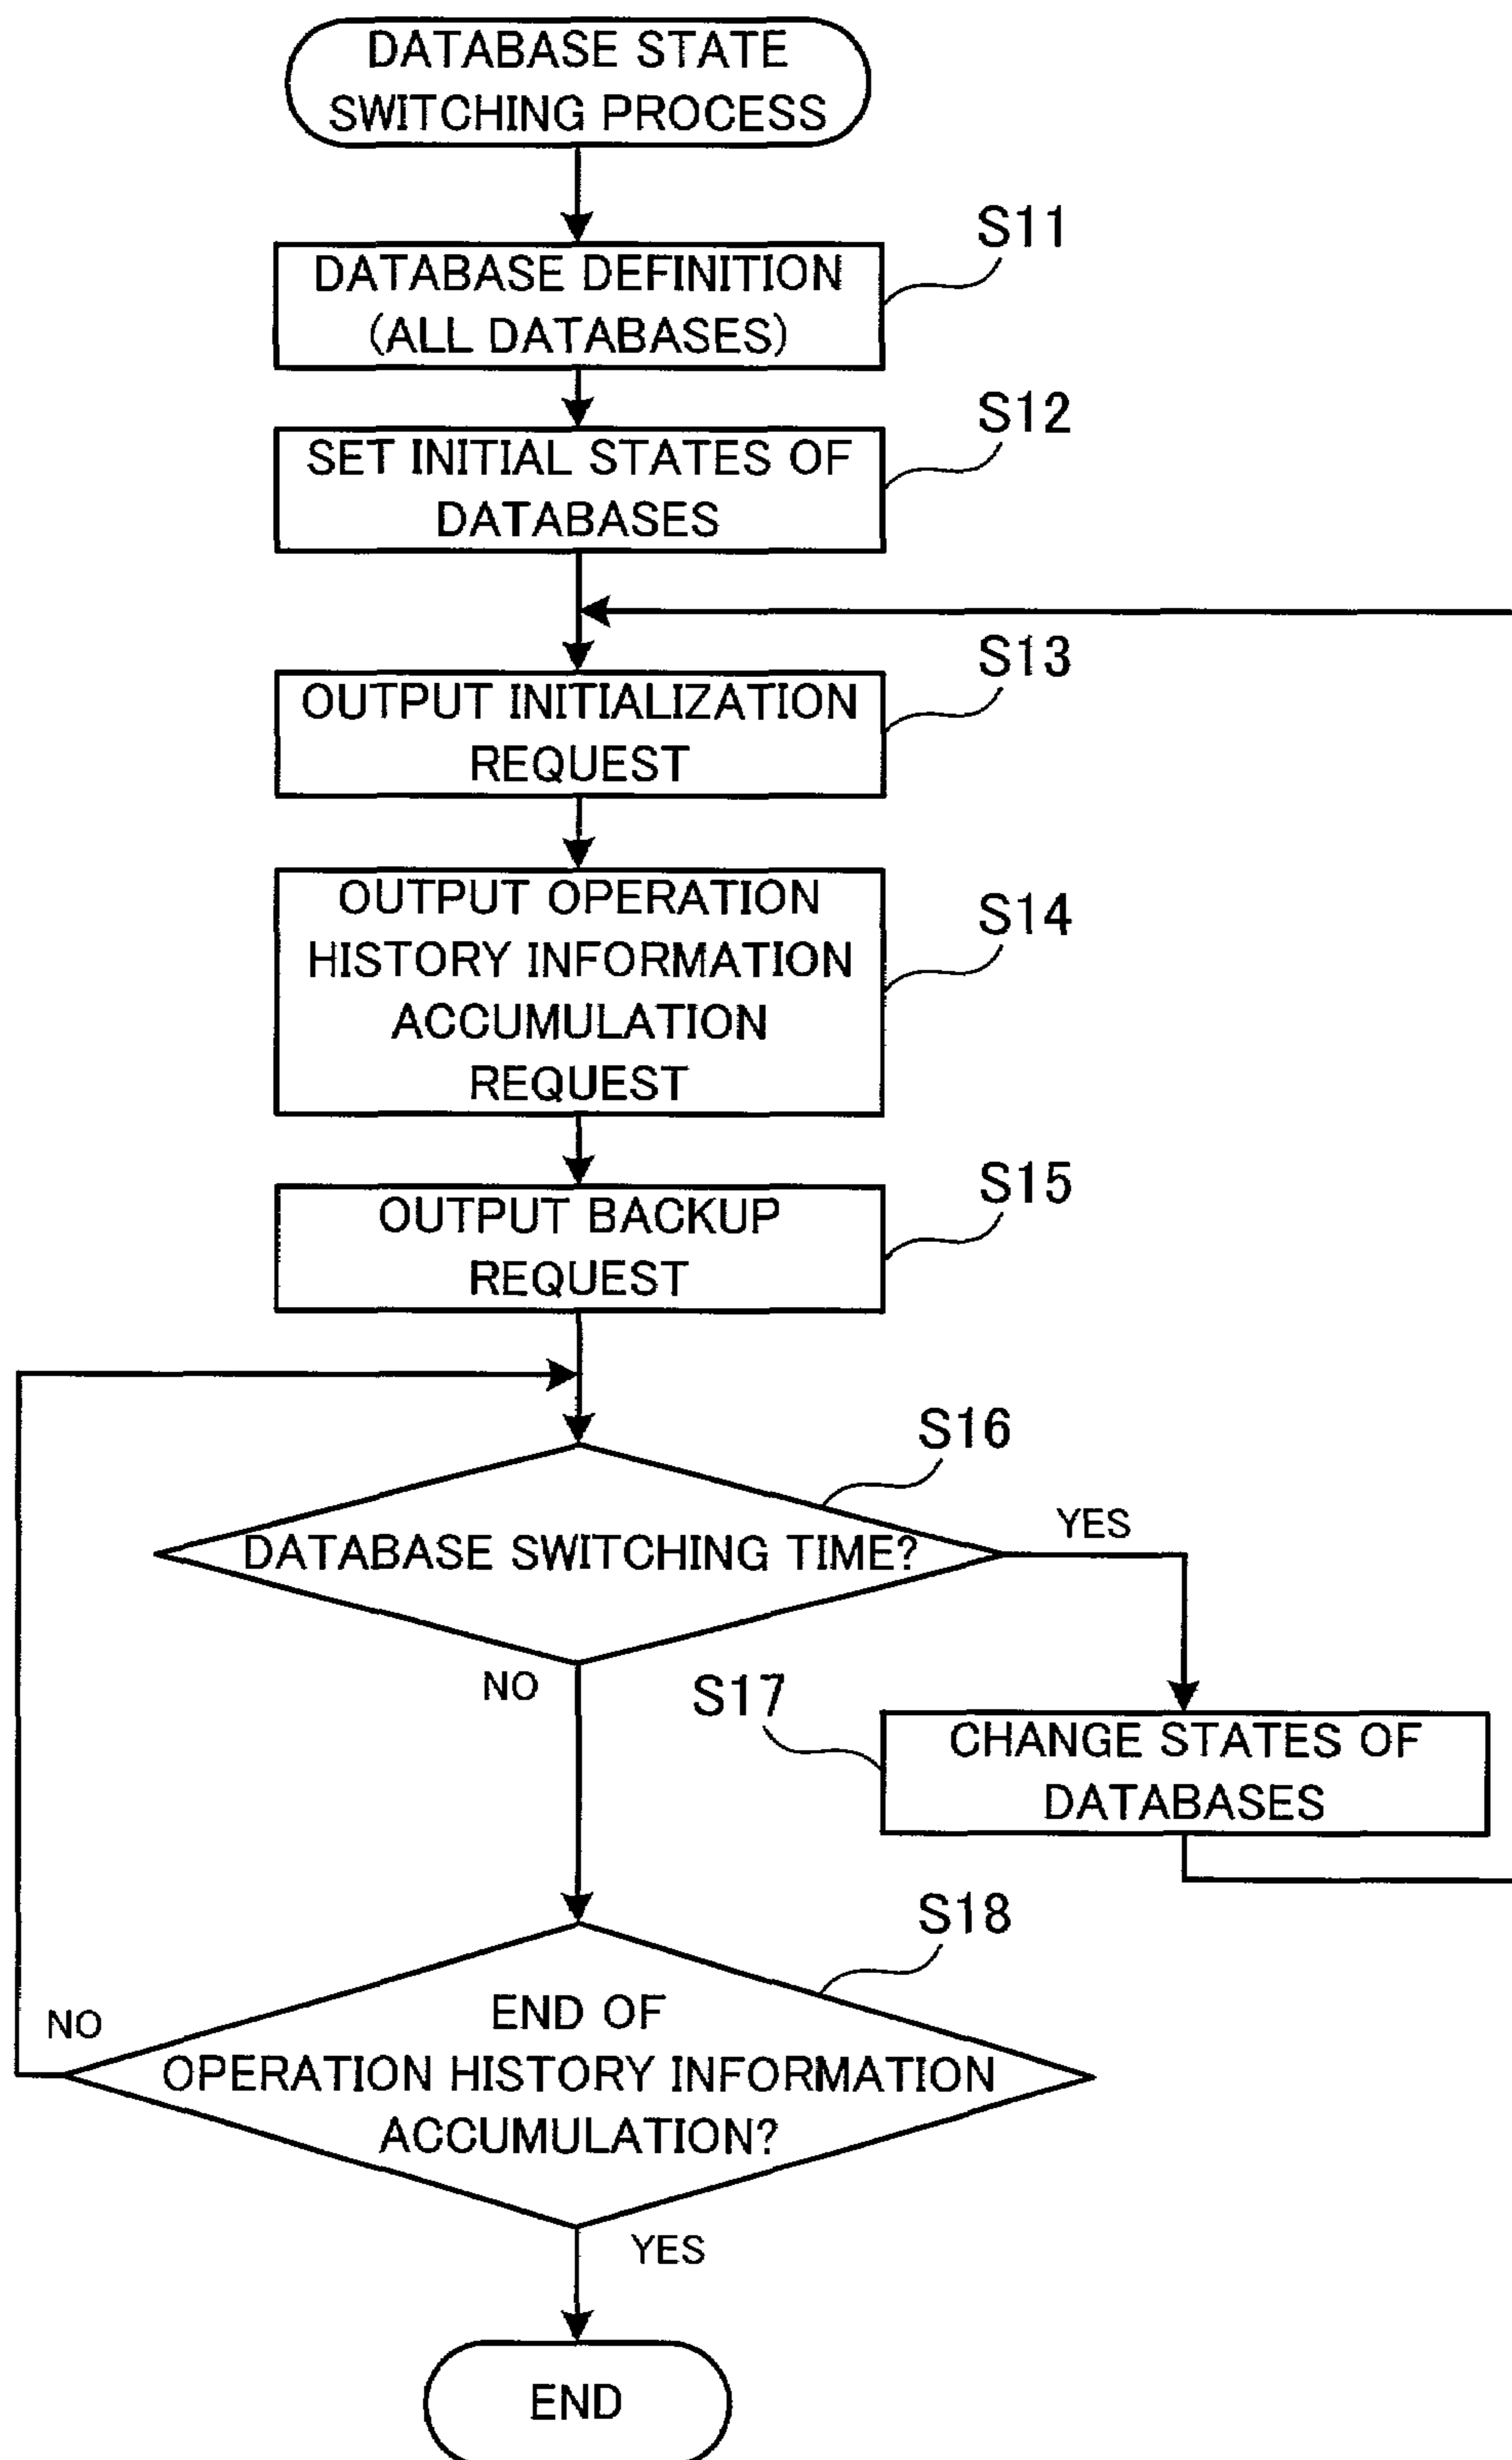 DATABASE STATE
SWITCHING PROCESS
S11
DATABASE DEFINITION
(ALL DATABASES)
S12
SET INITIAL STATES OF
DATABASES
S13
OUTPUT INITIALIZATION
REQUEST
S14
OUTPUT OPERATION
HISTORY INFORMATION
ACCUMULATION
REQUEST
S15
OUTPUT BACKUP
REQUEST
S16
DATABASE SWITCHING TIME?
YES
NO
S17
CHANGE STATES OF
DATABASES
S18
END OF
OPERATION HISTORY INFORMATION
ACCUMULATION?
NO
YES
END